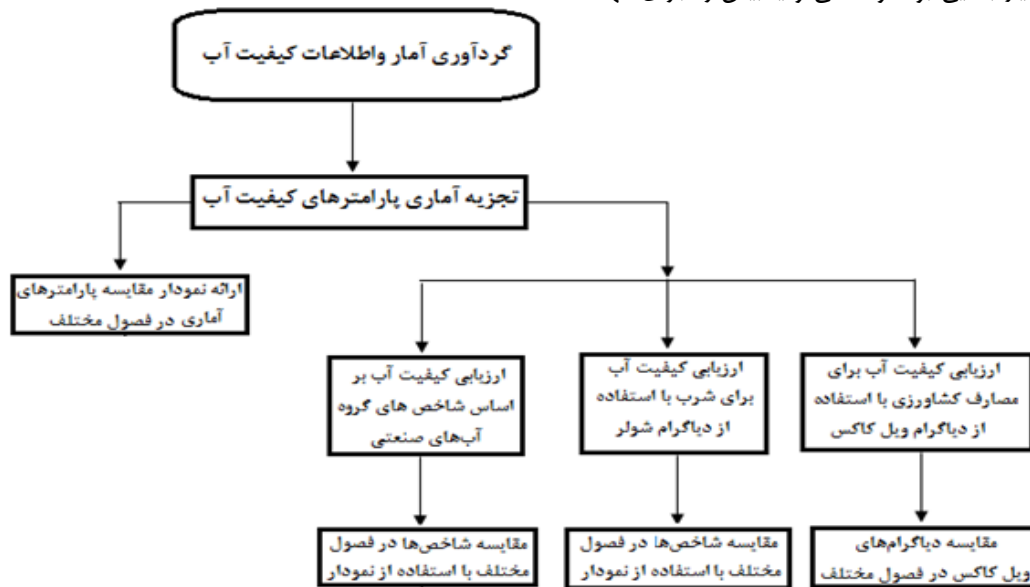 گردآوری آمار واطلاعات کیفیت آب
تجزیه آماری پارامترهای کیفیت آب
ارائه نمودار مقایسه پارامترهای
آماری در فصول مختلف
ارزیابی کیفیت آب برای
مصارف کشاورزی با استفاده
از دیاگرام ویل کاکس
ارزیابی کیفیت آب
برای شرب با استفاده
از دیاگرام شولر
ارزیابی کیفیت آب بر
اساس شاخص های گروه
آب‌های صنعتی
مقایسه دیاگرام‌های
ویل کاکس در فصول مختلف
مقایسه شاخص‌ها در فصول
مختلف با استفاده از نمودار
مقایسه شاخص‌ها در فصول
مختلف با استفاده از نمودار